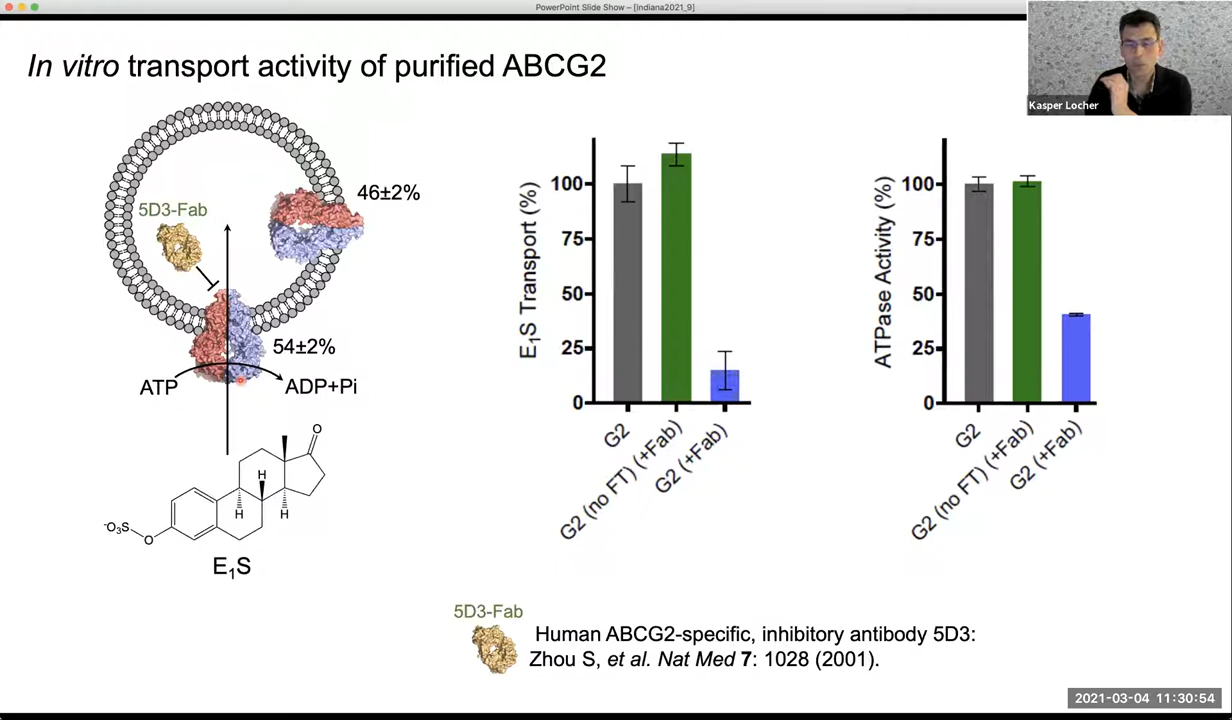 PowerPoint Slide Show – [indiana2021_9]
Kasper Locher
In vitro transport activity of purified ABCG2
46±2%
5D3-Fab
54±2%
ATP
ADP+Pi
O
H
H
H
⁻O₃S
O
E₁S
E₁S Transport (%)
100
75
50
25
0
G2
G2 (no FT) (+Fab)
G2 (+Fab)
ATPase Activity (%)
100
75
50
25
0
G2
G2 (no FT) (+Fab)
G2 (+Fab)
5D3-Fab
Human ABCG2-specific, inhibitory antibody 5D3:
Zhou S, et al. Nat Med 7: 1028 (2001).
2021-03-04 11:30:54